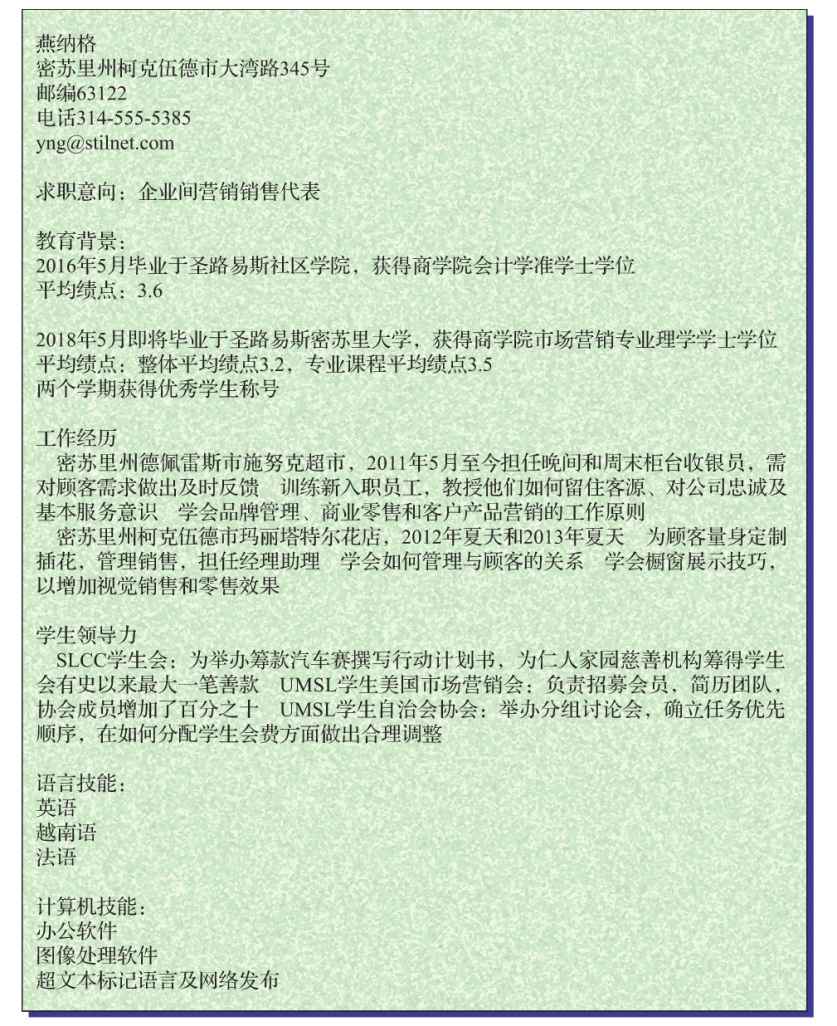 燕纳格
密苏里州柯克伍德市大湾路345号
邮编63122
电话314-555-5385
yng@stilnet.com
求职意向：企业间营销销售代表
教育背景：
2016年5月毕业于圣路易斯社区学院，获得商学院会计学准学士学位
平均绩点：3.6
2018年5月即将毕业于圣路易斯密苏里大学，获得商学院市场营销专业理学学士学位
平均绩点：整体平均绩点3.2，专业课程平均绩点3.5
两个学期获得优秀学生称号
工作经历
密苏里州德佩雷斯市施努克超市，2011年5月至今担任晚间和周末柜台收银员，需
对顾客需求做出及时反馈　训练新入职员工，教授他们如何留住客源、对公司忠诚及
基本服务意识　学会品牌管理、商业零售和客户产品营销的工作原则
密苏里州柯克伍德市玛丽塔特尔花店，2012年夏天和2013年夏天　为顾客量身定制
插花，管理销售，担任经理助理　学会如何管理与顾客的关系　学会橱窗展示技巧，
以增加视觉销售和零售效果
学生领导力
SLCC学生会：为举办筹款汽车赛撰写行动计划书，为仁人家园慈善机构筹得学生
会有史以来最大一笔善款　UMSL学生美国市场营销会：负责招募会员，简历团队，
协会成员增加了百分之十　UMSL学生自治会协会：举办分组讨论会，确立任务优先
顺序，在如何分配学生会费方面做出合理调整
语言技能：
英语
越南语
法语
计算机技能：
办公软件
图像处理软件
超文本标记语言及网络发布